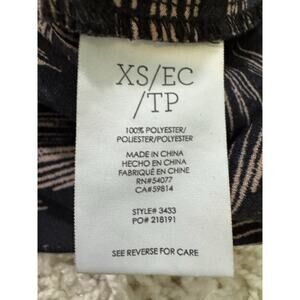 XS/EC
/TP
100% POLYESTER/
POLIESTER/POLYESTER
MADE IN CHINA
HECHO EN CHINA
FABRIQUÉ EN CHINE
RN#54077
CA#59814
STYLE# 3433
PO# 218191
SEE REVERSE FOR CARE